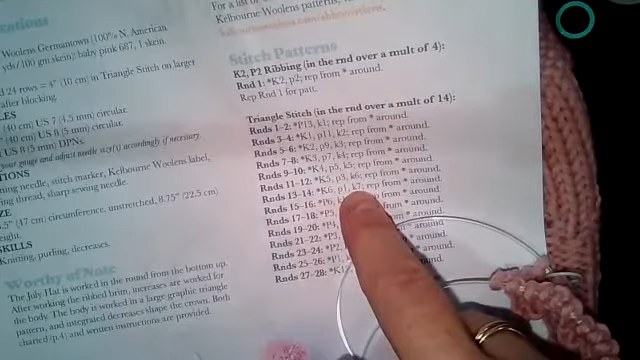 Woolens Germantown (100% N. American
yds/100 gm skein): baby pink 687, 1 skein.
24 rows = 4" (10 cm) in Triangle Stitch on larger
after blocking.
(40 cm) US 7 (4.5 mm) circular.
(40 cm) US 8 (5 mm) circular.
US 8 (5 mm) DPNs.
your gauge and adjust needle size(s) accordingly if necessary.
needle, stitch marker, Kelbourne Woolens label,
thread, sharp sewing needle.
(47 cm) circumference, unstretched, 8.75" (22.5 cm)
SKILLS
Knitting, purling, decreases.
Worthy of Note
The July Hat is worked in the round from the bottom up.
After working the ribbed brim, increases are worked for
the body. The body is worked in a large graphic triangle
pattern, and integrated decreases shape the crown. Both
charted (p.4) and written instructions are provided.
Kelbourne Woolens patterns,
Stitch Patterns
K2, P2 Ribbing (in the rnd over a mult of 4):
Rnd 1: *K2, p2; rep from * around.
Rep Rnd 1 for patt.
Triangle Stitch (in the rnd over a mult of 14):
Rnds 1-2: *P13, k1; rep from * around.
Rnds 3-4: *K1, p11, k2; rep from * around.
Rnds 5-6: *K2, p9, k3; rep from * around.
Rnds 7-8: *K3, p7, k4; rep from * around.
Rnds 9-10: *K4, p5, k5; rep from * around.
Rnds 11-12: *K5, p3, k6; rep from * around.
Rnds 13-14: *K6, p1, k7; rep from * around.
Rnds 15-16: *P6, from * around.
Rnds 17-18: *P5, around.
Rnds 19-20: *P4, around.
Rnds 21-22: *P3, around.
Rnds 23-24: *P2, around.
Rnds 25-26: *P1, around.
Rnds 27-28: *K1 around.